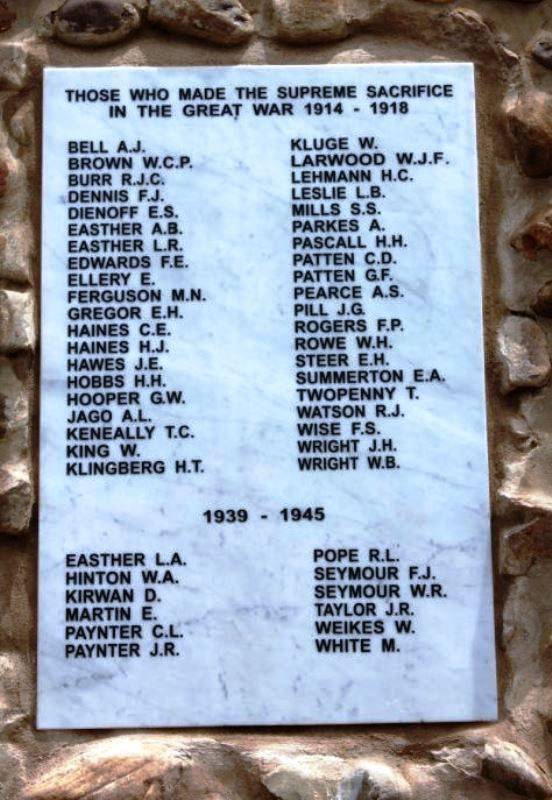 THOSE WHO MADE THE SUPREME SACRIFICE
IN THE GREAT WAR 1914 - 1918
BELL A.J.
BROWN W.C.P.
BURR R.J.C.
DENNIS F.J.
DIENOFF E.S.
EASTHER A.B.
EASTHER L.R.
EDWARDS F.E.
ELLERY E.
FERGUSON M.N.
GREGOR E.H.
HAINES C.E.
HAINES H.J.
HAWES J.E.
HOBBS H.H.
HOOPER G.W.
JAGO A.L.
KENEALLY T.C.
KING W.
KLINGBERG H.T.
KLUGE W.
LARWOOD W.J.F.
LEHMANN H.C.
LESLIE L.B.
MILLS S.S.
PARKES A.
PASCALL H.H.
PATTEN C.D.
PATTEN G.F.
PEARCE A.S.
PILL J.G.
ROGERS F.P.
ROWE W.H.
STEER E.H.
SUMMERTON E.A.
TWOPENNY T.
WATSON R.J.
WISE F.S.
WRIGHT J.H.
WRIGHT W.B.
1939 - 1945
EASTHER L.A.
HINTON W.A.
KIRWAN D.
MARTIN E.
PAYNTER C.L.
PAYNTER J.R.
POPE R.L.
SEYMOUR F.J.
SEYMOUR W.R.
TAYLOR J.R.
WEIKES W.
WHITE M.